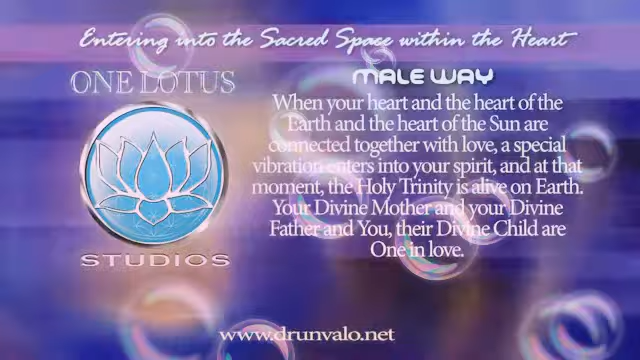 Entering into the Sacred Space within the Heart
ONE LOTUS
STUDIOS
MALE WAY
When your heart and the heart of the
Earth and the heart of the Sun are
connected together with love, a special
vibration enters into your spirit, and at that
moment, the Holy Trinity is alive on Earth.
Your Divine Mother and your Divine
Father and You, their Divine Child are
One in love.
www.drunvalo.net